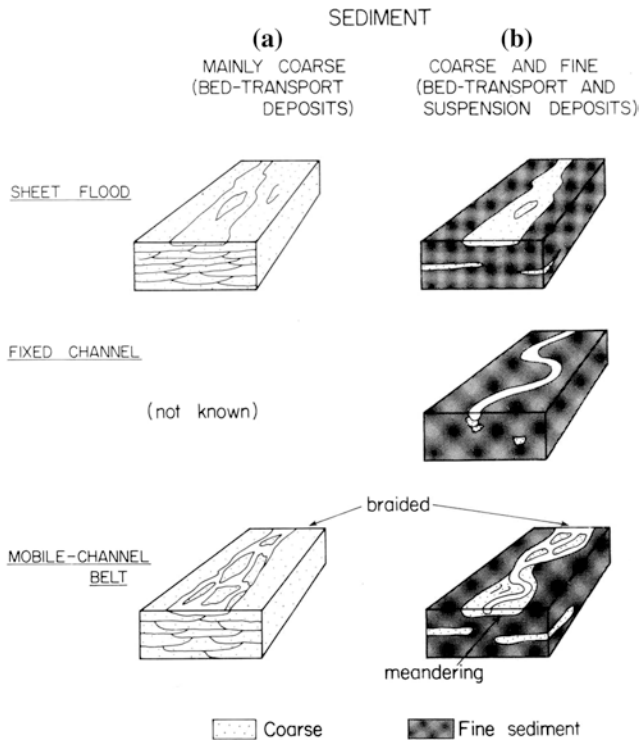 SEDIMENT
(a)
MAINLY COARSE
(BED-TRANSPORT
DEPOSITS)
(b)
COARSE AND FINE
(BED-TRANSPORT AND
SUSPENSION DEPOSITS)
SHEET FLOOD
FIXED CHANNEL
(not known)
braided
MOBILE-CHANNEL
BELT
meandering
Coarse
Fine sediment